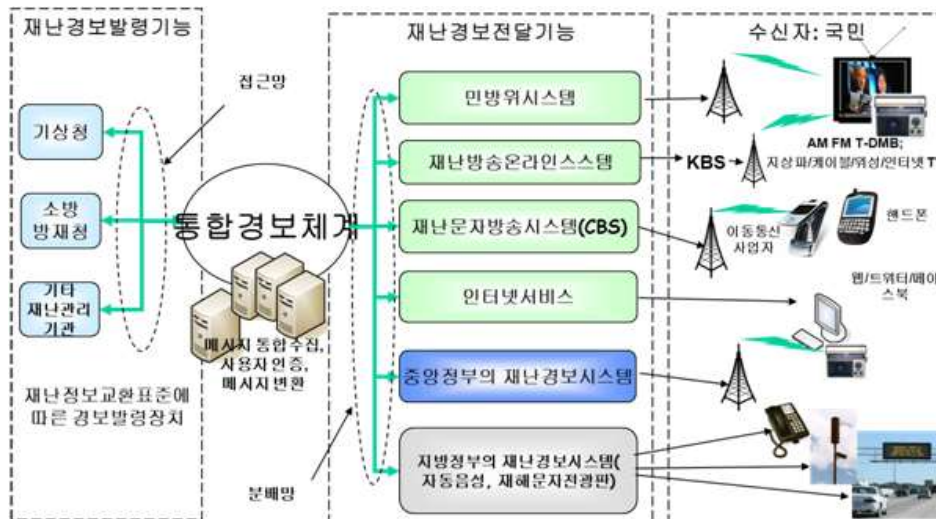 재난경보발령기능
기상청
소방
방재청
기타
재난관리
기관
재난정보교환표준에
따른 경보발령장치
접근망
통합경보체계
메시지 통합수집,
사용자 인증,
메시지 변환
분배망
재난경보전달기능
민방위시스템
재난방송온라인스스템
재난문자방송시스템(CBS)
인터넷서비스
중앙정부의 재난경보시스템
지방정부의 재난경보시스템(
자동음성, 재해문자전광판)
수신자: 국민
AM FM T-DMB;
KBS
지상파/케이블/위성/인터넷 T
이동통신
사업자
핸드폰
웹/트위터/페이
스북